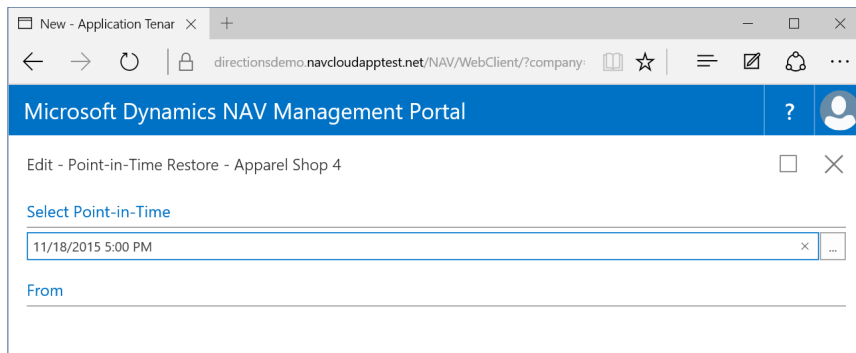 New - Application Tenar
directionsdemo.navcloudapptest.net/NAV/WebClient/?company
Microsoft Dynamics NAV Management Portal ?
Edit - Point-in-Time Restore - Apparel Shop 4
Select Point-in-Time
11/18/2015 5:00 PM
...
From